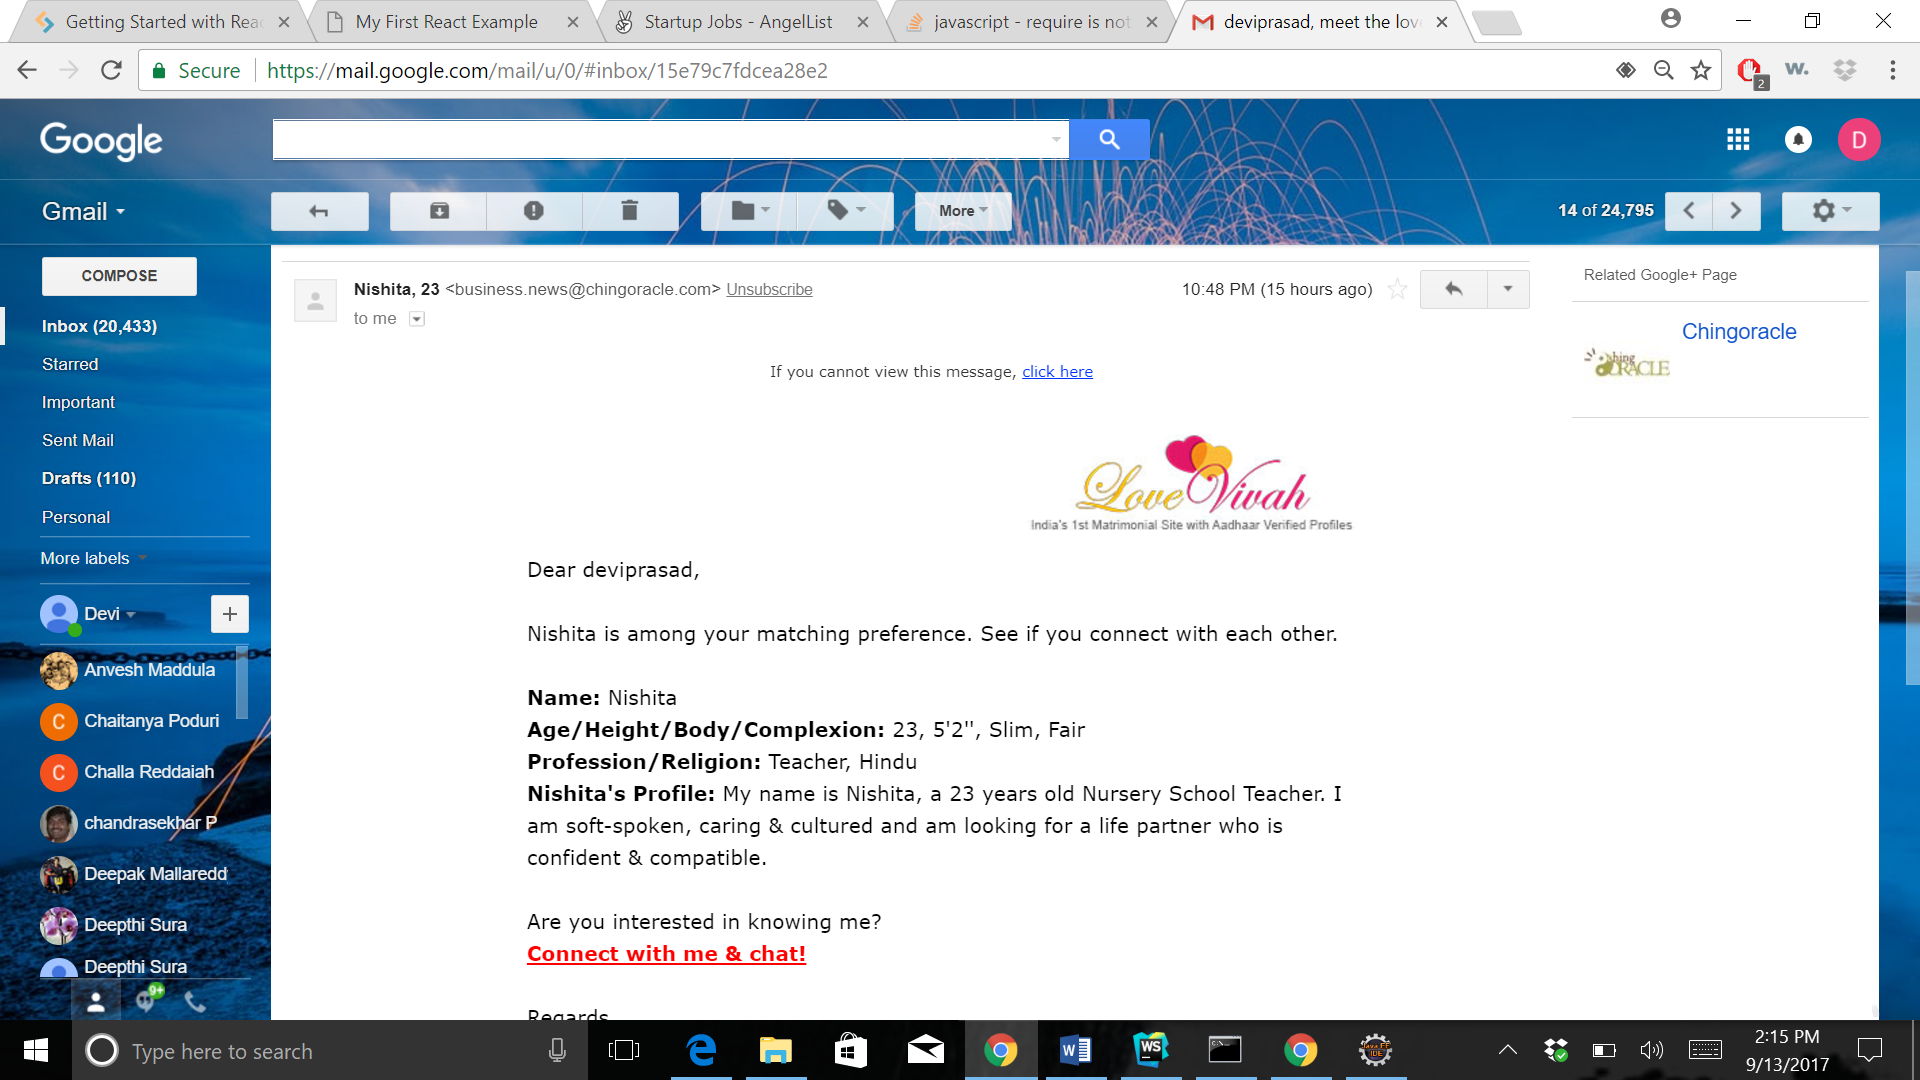 Getting Started with Reac
My First React Example
Startup Jobs - AngelList
javascript - require is not
deviprasad, meet the lov
Secure
https://mail.google.com/mail/u/0/#inbox/15e79c7fdcea28e2
2
w.
Google
D
Gmail
More
14 of 24,795
COMPOSE
Inbox (20,433)
Starred
Important
Sent Mail
Drafts (110)
Personal
More labels
Devi
Anvesh Maddula
C
Chaitanya Poduri
C
Challa Reddaiah
chandrasekhar P
Deepak Mallaredd
Deepthi Sura
Deepthi Sura
9+
Nishita, 23 <business.news@chingoracle.com> Unsubscribe
10:48 PM (15 hours ago)
to me
If you cannot view this message, click here
Love Vivah
India's 1st Matrimonial Site with Aadhaar Verified Profiles
Dear deviprasad,
Nishita is among your matching preference. See if you connect with each other.
Name: Nishita
Age/Height/Body/Complexion: 23, 5'2'', Slim, Fair
Profession/Religion: Teacher, Hindu
Nishita's Profile: My name is Nishita, a 23 years old Nursery School Teacher. I
am soft-spoken, caring & cultured and am looking for a life partner who is
confident & compatible.
Are you interested in knowing me?
Connect with me & chat!
Regards
Related Google+ Page
Chingoracle
hing
ORACLE
Type here to search
WS
2:15 PM
9/13/2017